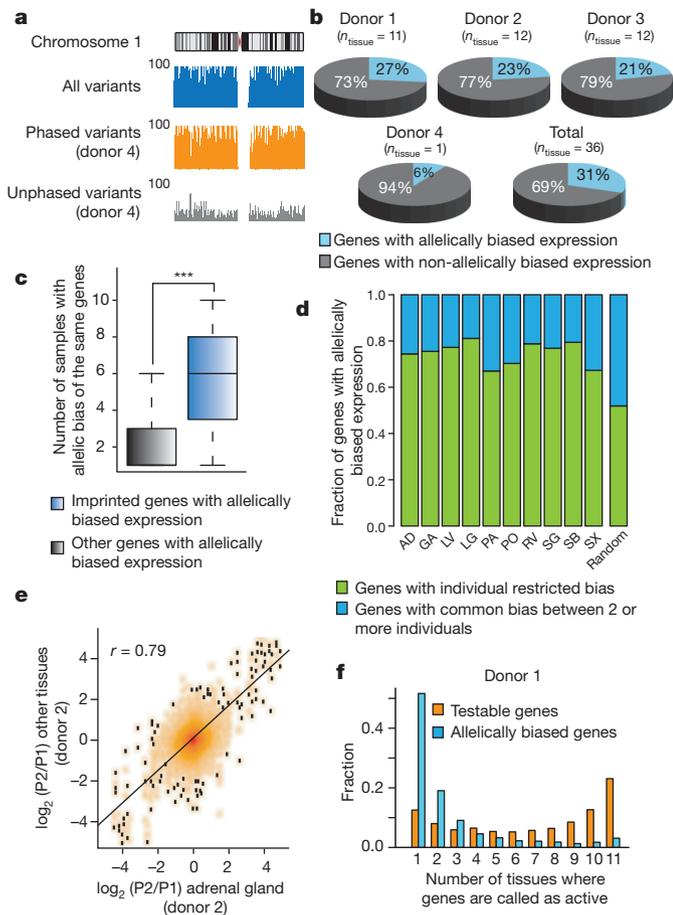 a
Chromosome 1
100
All variants
100
Phased variants
(donor 4)
100
Unphased variants
(donor 4)
b
Donor 1
(n tissue = 11)
Donor 2
(n tissue = 12)
Donor 3
(n tissue = 12)
73%
27%
77%
23%
79%
21%
Donor 4
(n tissue = 1)
Total
(n tissue = 36)
94%
6%
69%
31%
Genes with allelically biased expression
Genes with non-allelically biased expression
c
Number of samples with
allelic bias of the same genes
10
8
6
4
2
***
Imprinted genes with allelically
biased expression
Other genes with allelically
biased expression
d
Fraction of genes with allelically
biased expression
1.0
0.8
0.6
0.4
0.2
0.0
AD GA LV LG PA PO RV SG SB SX Random
Genes with individual restricted bias
Genes with common bias between 2 or
more individuals
e
r = 0.79
log2 (P2/P1) other tissues
(donor 2)
4
2
0
−2
−4
−4 −2 0 2 4
log2 (P2/P1) adrenal gland
(donor 2)
f
Donor 1
Testable genes
Allelically biased genes
Fraction
0.4
0.2
0.0
1 2 3 4 5 6 7 8 9 10 11
Number of tissues where
genes are called as active